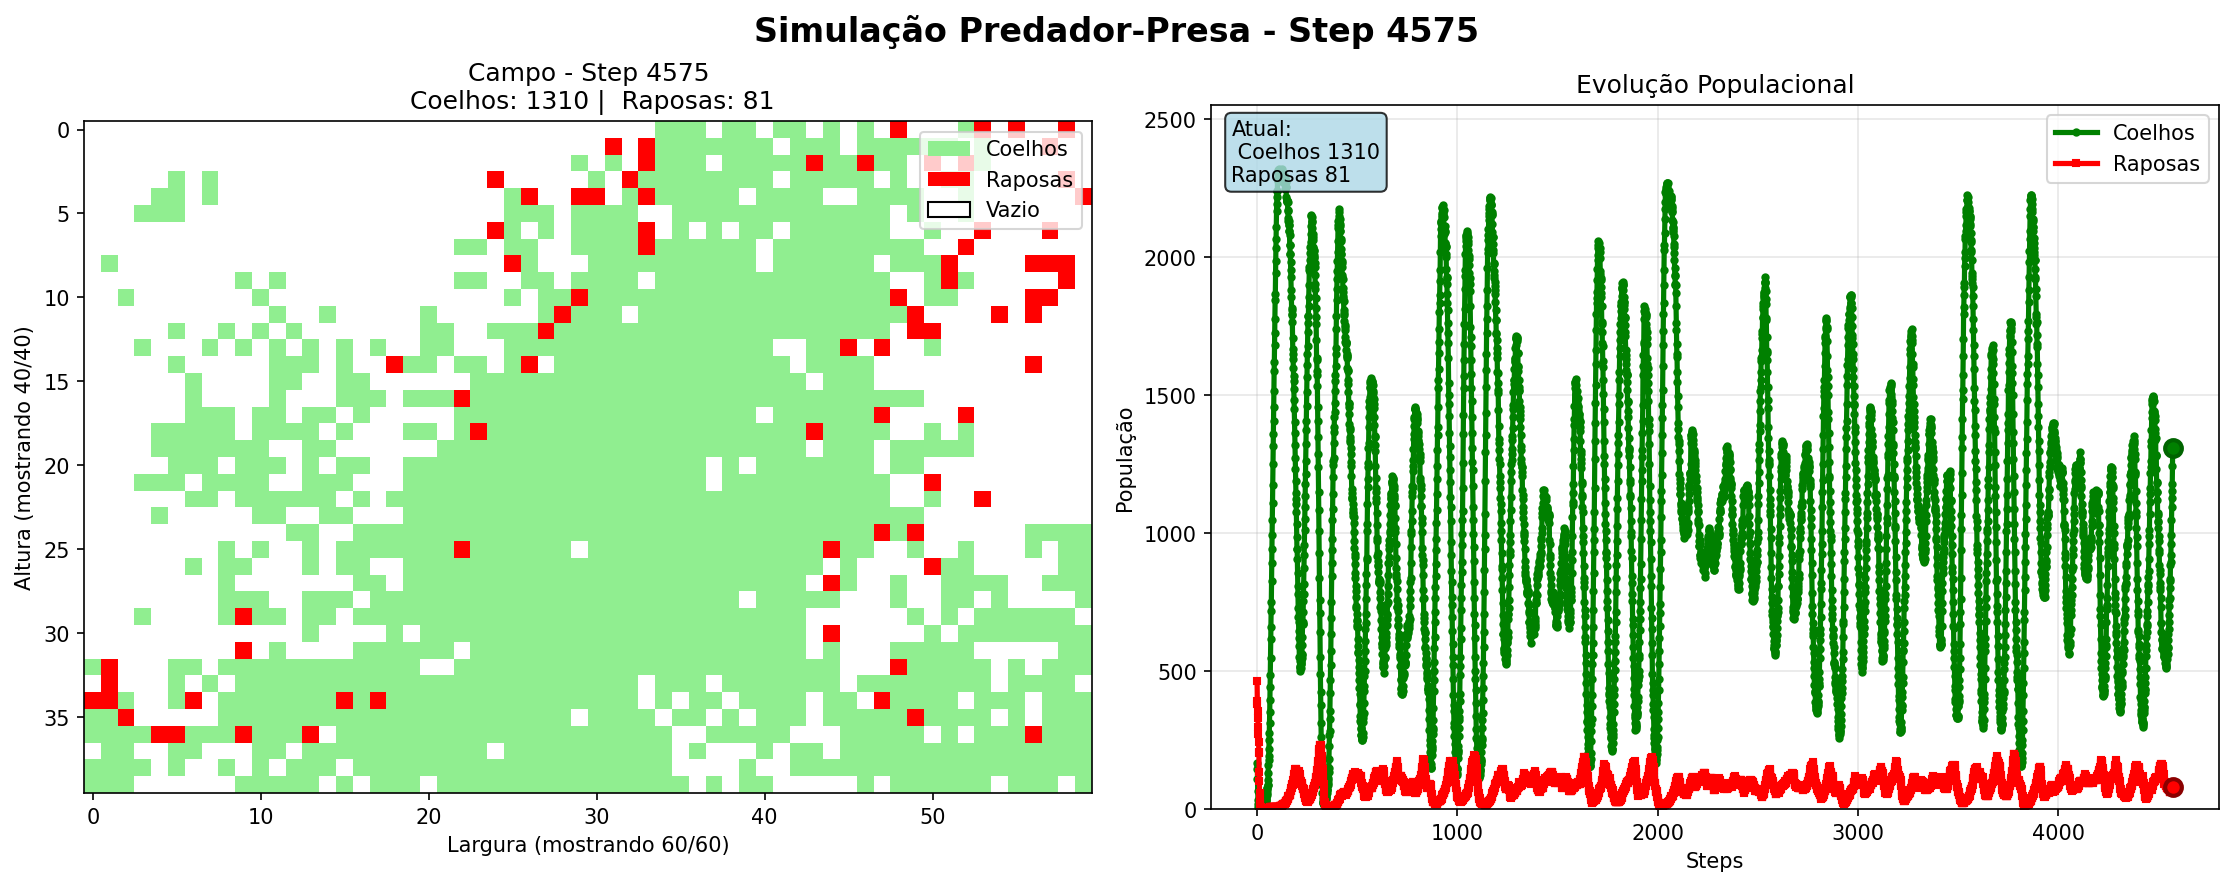 Simulação Predador-Presa - Step 4575
Campo - Step 4575
Coelhos: 1310 |  Raposas: 81
Coelhos
Raposas
Vazio
0
5
10
15
20
25
30
35
Altura (mostrando 40/40)
0
10
20
30
40
50
Largura (mostrando 60/60)
Evolução Populacional
Atual:
Coelhos 1310
Raposas 81
Coelhos
Raposas
2500
2000
1500
1000
500
0
População
0
1000
2000
3000
4000
Steps